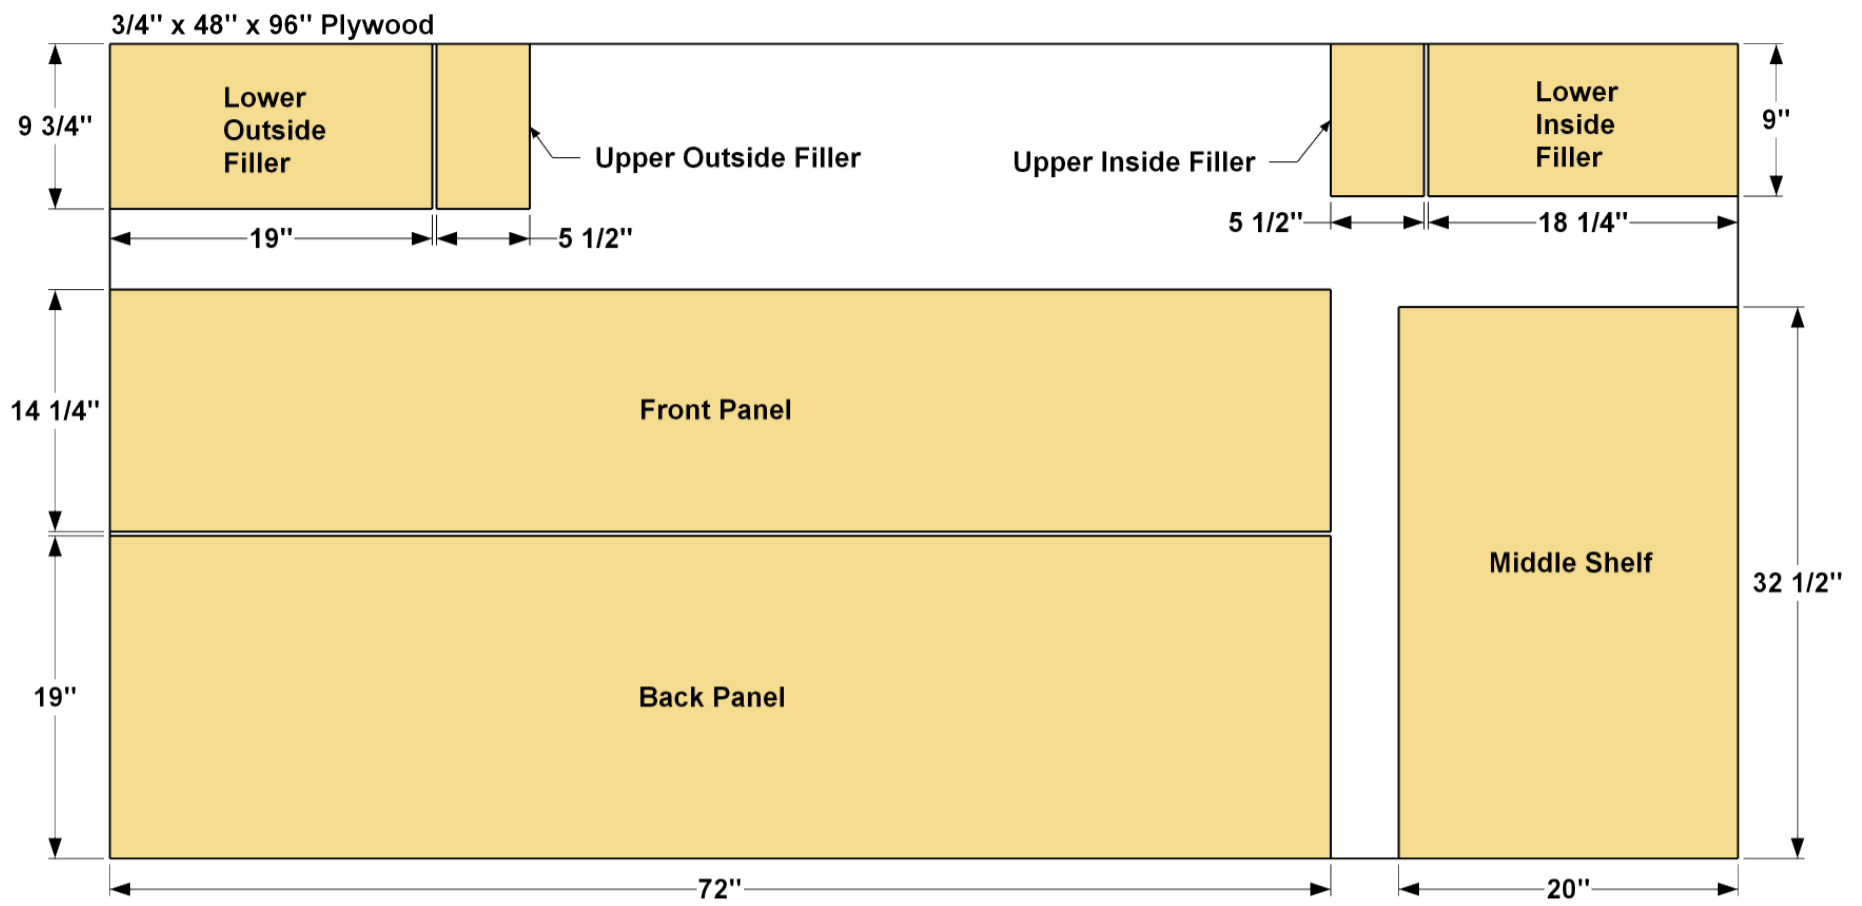 3/4" x 48" x 96" Plywood
9 3/4"
Lower
Outside
Filler
Upper Outside Filler
Upper Inside Filler
Lower
Inside
Filler
9"
19"
5 1/2"
5 1/2"
18 1/4"
14 1/4"
Front Panel
Middle Shelf
32 1/2"
19"
Back Panel
72"
20"